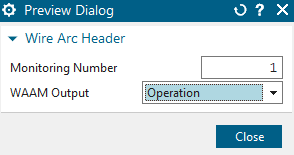 Preview Dialog
Wire Arc Header
Monitoring Number 1
WAAM Output Operation
Close